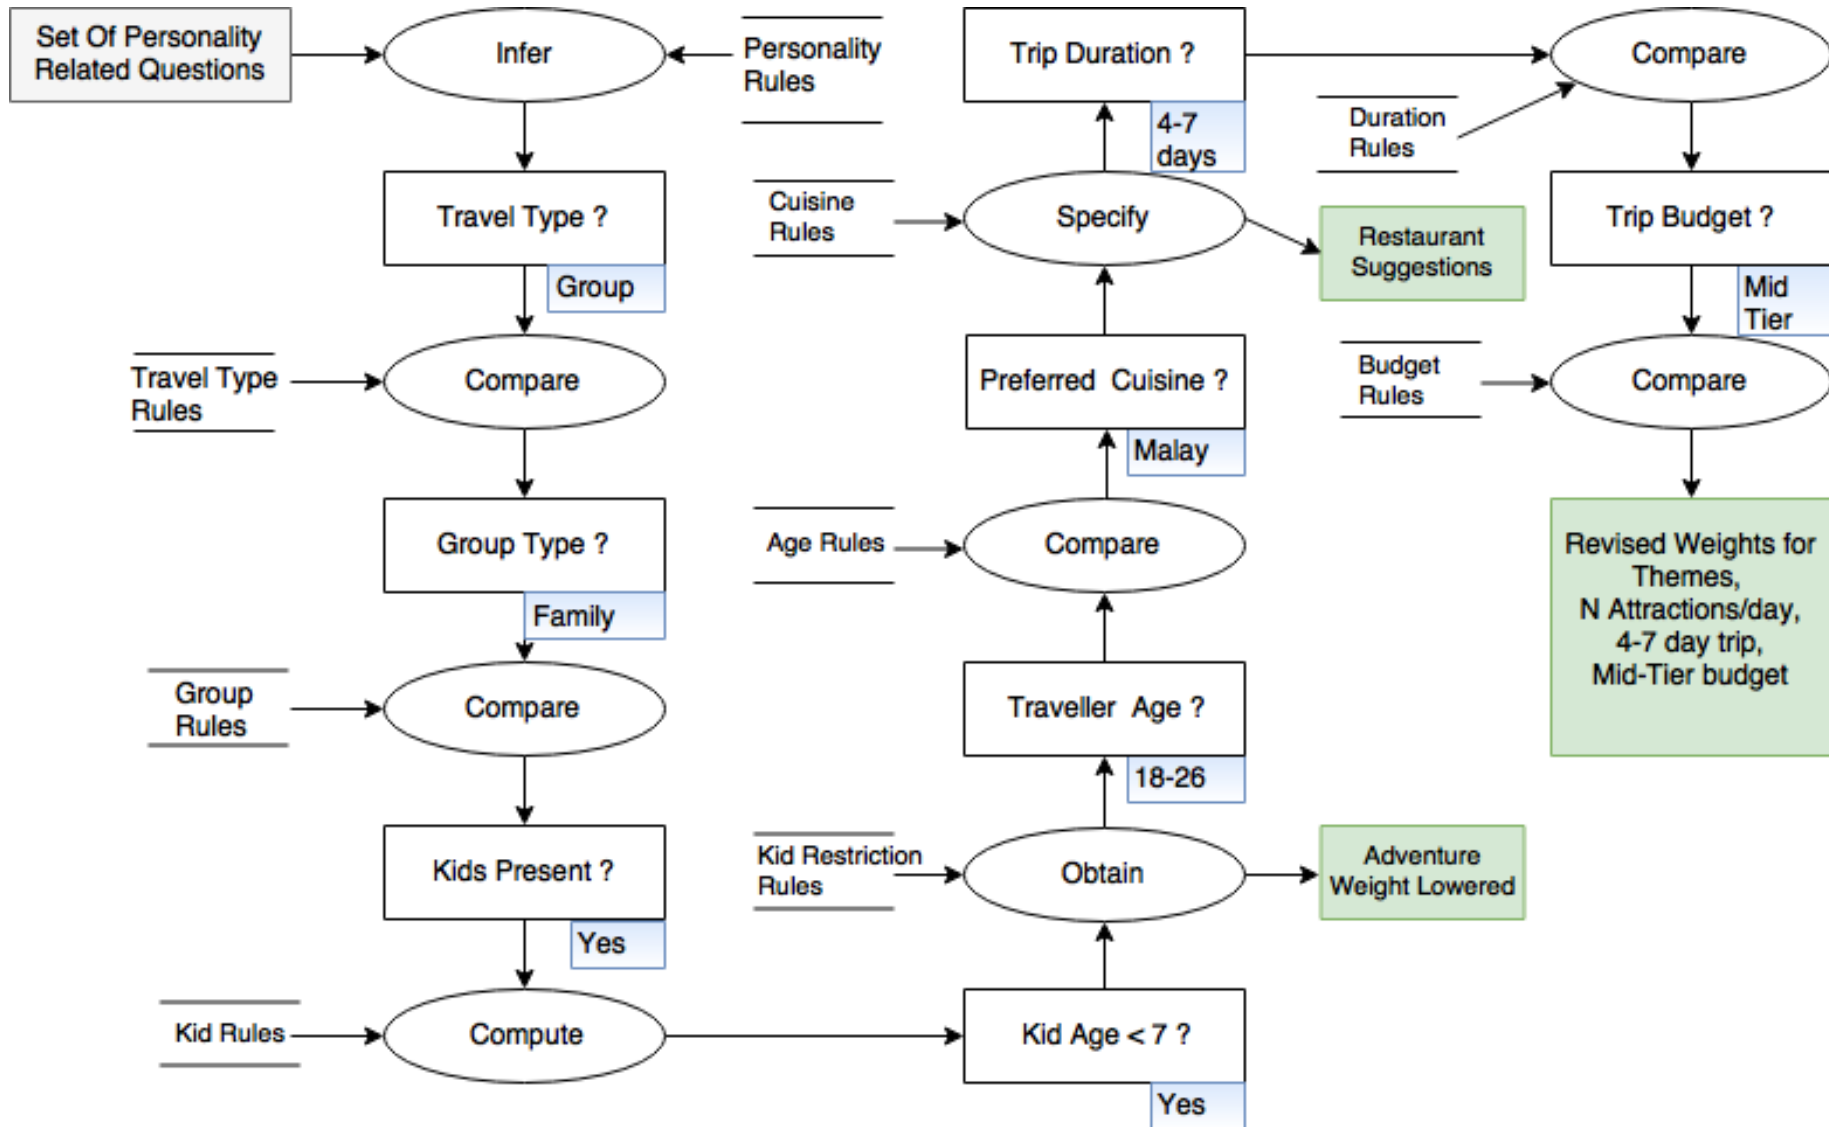 Set Of Personality
Related Questions
Infer
Personality
Rules
Travel Type ?
Group
Travel Type
Rules
Compare
Group Type ?
Family
Group
Rules
Compare
Kids Present ?
Yes
Kid Rules
Compute
Kid Age < 7 ?
Yes
Kid Restriction
Rules
Obtain
Adventure
Weight Lowered
Traveller Age ?
18-26
Age Rules
Compare
Preferred Cuisine ?
Malay
Cuisine
Rules
Specify
Restaurant
Suggestions
Trip Duration ?
4-7
days
Duration
Rules
Compare
Trip Budget ?
Mid
Tier
Budget
Rules
Compare
Revised Weights for
Themes,
N Attractions/day,
4-7 day trip,
Mid-Tier budget